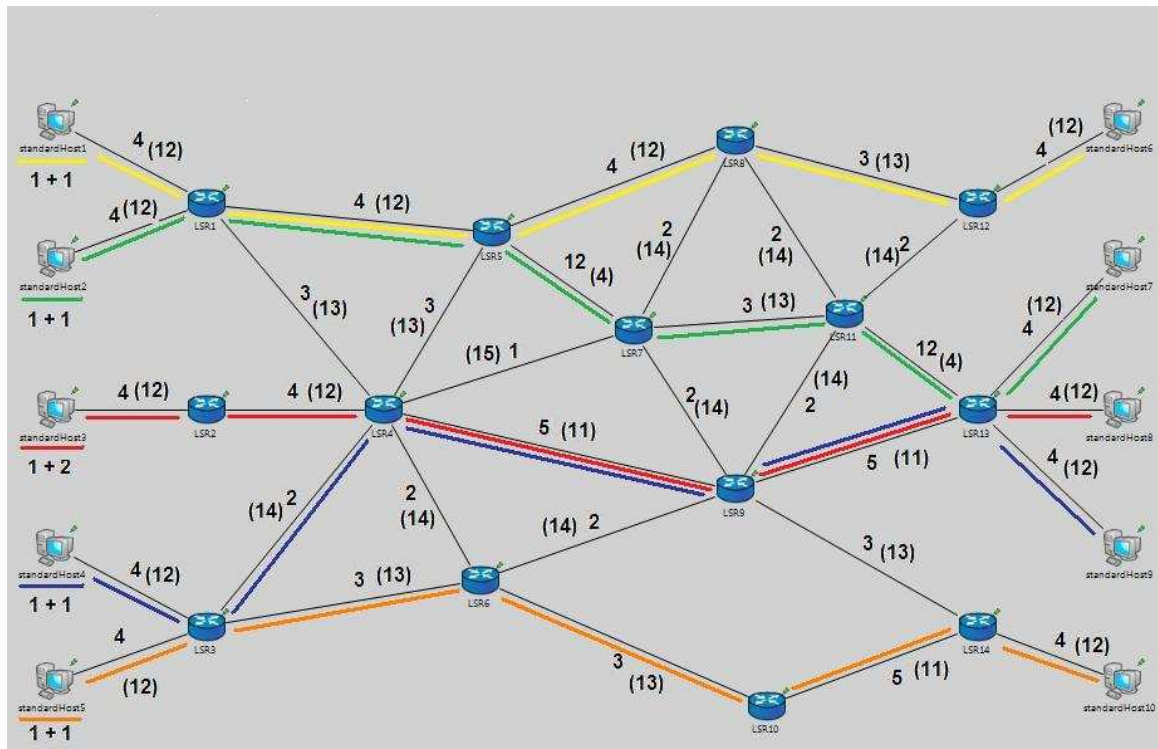 4 (12)
standardHost1
1 + 1
4 (12)
standardHost2
1 + 1
LSR1
4 (12)
3 (13)
LSR5
4 (12)
LSR8
3 (13)
LSR12
(12) 4
standardHost6
3 (13)
12 (4)
2 (14)
2 (14)
(14) 2
standardHost7
(12) 4
LSR7
3 (13)
LSR11
12 (4)
(15) 1
4 (12)
standardHost3
1 + 2
LSR2
4 (12)
LSR4
5 (11)
2 (14)
(14) 2
LSR13
4 (12)
standardHost8
5 (11)
4 (12)
standardHost9
LSR9
(14) 2
2 (14)
(14) 2
standardHost4
1 + 1
4 (12)
LSR3
4 (12)
standardHost5
1 + 1
3 (13)
LSR6
3 (13)
3 (13)
LSR10
5 (11)
LSR14
4 (12)
standardHost10